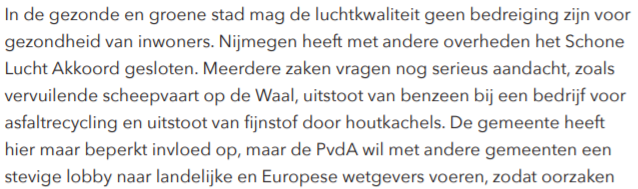 In de gezonde en groene stad mag de luchtkwaliteit geen bedreiging zijn voor
gezondheid van inwoners. Nijmegen heeft met andere overheden het Schone
Lucht Akkoord gesloten. Meerdere zaken vragen nog serieus aandacht, zoals
vervuilende scheepvaart op de Waal, uitstoot van benzeen bij een bedrijf voor
asfaltrecycling en uitstoot van fijnstof door houtkachels. De gemeente heeft
hier maar beperkt invloed op, maar de PvdA wil met andere gemeenten een
stevige lobby naar landelijke en Europese wetgevers voeren, zodat oorzaken